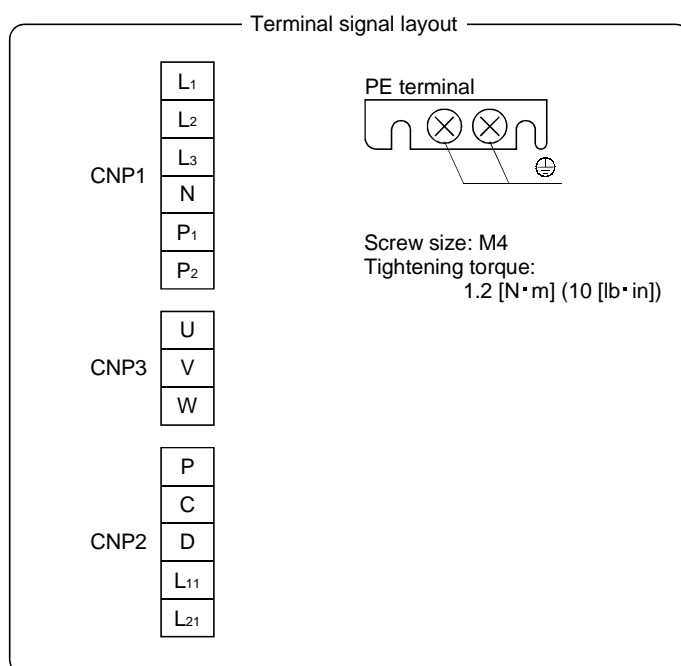 Terminal signal layout
CNP1
L1
L2
L3
N
P1
P2
CNP3
U
V
W
CNP2
P
C
D
L11
L21
PE terminal
Screw size: M4
Tightening torque:
1.2 [N･m] (10 [lb･in])